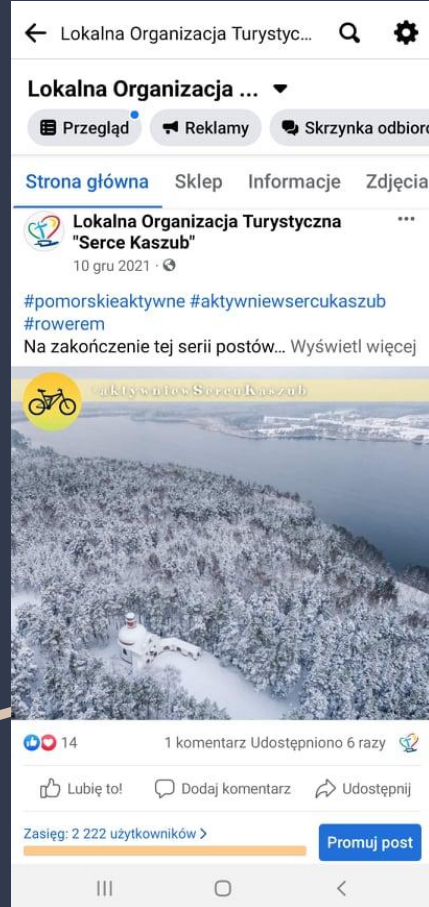 Lokalna Organizacja Turystyc...
Lokalna Organizacja ...
Przegląd Reklamy Skrzynka odbiorc
Strona główna Sklep Informacje Zdjęcia
Lokalna Organizacja Turystyczna
"Serce Kaszub"
10 gru 2021 ·
#pomorskieaktywne #aktywniewsercukaszub
#rowerem
Na zakończenie tej serii postów... Wyświetl więcej
#aktywniewSercuKaszub
14 1 komentarz Udostępniono 6 razy
Lubię to! Dodaj komentarz Udostępnij
Zasięg: 2 222 użytkowników >
Promuj post